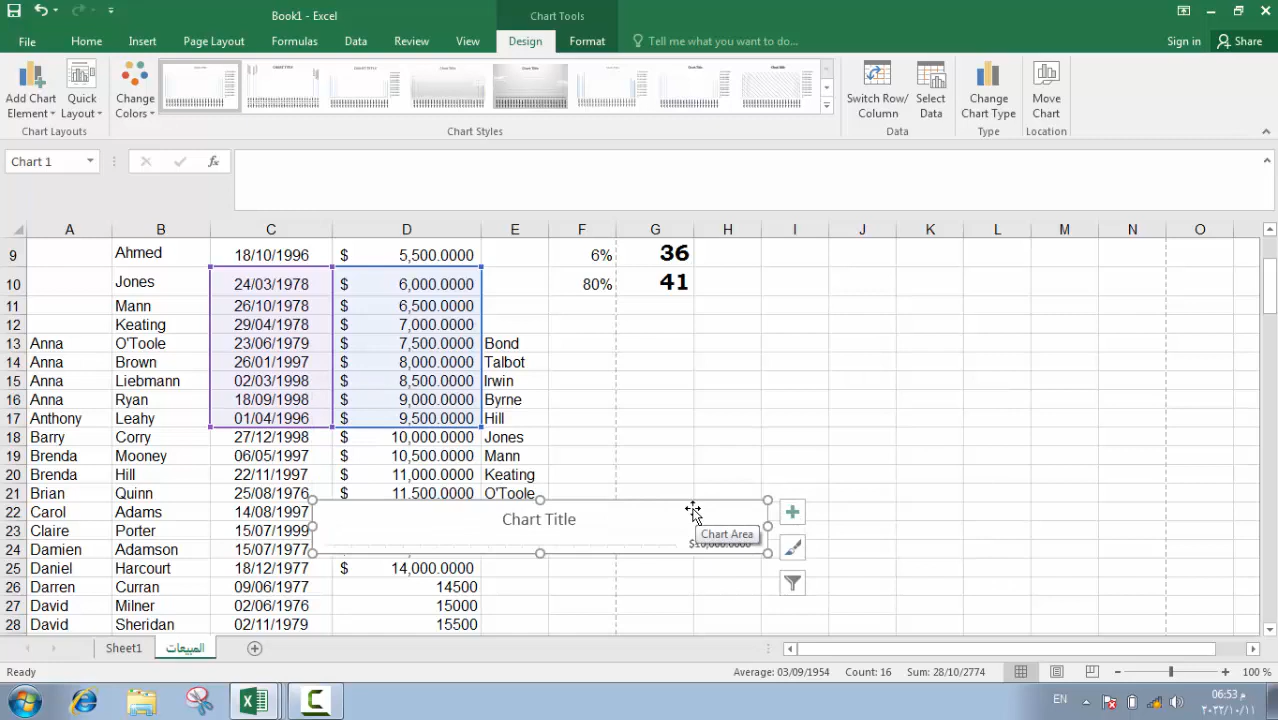 Book1 - Excel
Chart Tools
File
Home
Insert
Page Layout
Formulas
Data
Review
View
Design
Format
Tell me what you want to do...
Sign in
Share
Add Chart
Element
Quick
Layout
Change
Colors
Switch Row/
Column
Select
Data
Change
Chart Type
Move
Chart
Chart Layouts
Chart Styles
Data
Type
Location
Chart 1
fx
A B C D E F G H I J K L M N O
9 Ahmed 18/10/1996 $ 5,500.0000 6% 36
10 Jones 24/03/1978 $ 6,000.0000 80% 41
11 Mann 26/10/1978 $ 6,500.0000
12 Keating 29/04/1978 $ 7,000.0000
13 Anna O'Toole 23/06/1979 $ 7,500.0000 Bond
14 Anna Brown 26/01/1997 $ 8,000.0000 Talbot
15 Anna Liebmann 02/03/1998 $ 8,500.0000 Irwin
16 Anna Ryan 18/09/1998 $ 9,000.0000 Byrne
17 Anthony Leahy 01/04/1996 $ 9,500.0000 Hill
18 Barry Corry 27/12/1998 $ 10,000.0000 Jones
19 Brenda Mooney 06/05/1997 $ 10,500.0000 Mann
20 Brenda Hill 22/11/1997 $ 11,000.0000 Keating
21 Brian Quinn 25/08/1976 $ 11,500.0000 O'Toole
22 Carol Adams 14/08/1997
Chart Title
23 Claire Porter 15/07/1999
Chart Area
24 Damien Adamson 15/07/1977
$10,000.0000
25 Daniel Harcourt 18/12/1977 $ 14,000.0000
26 Darren Curran 09/06/1977 14500
27 David Milner 02/06/1976 15000
28 David Sheridan 02/11/1979 15500
Sheet1
المبيعات
Ready
Average: 03/09/1954 Count: 16 Sum: 28/10/2774
100 %
EN
06:53 م
٢٠٢٢/١٠/١١